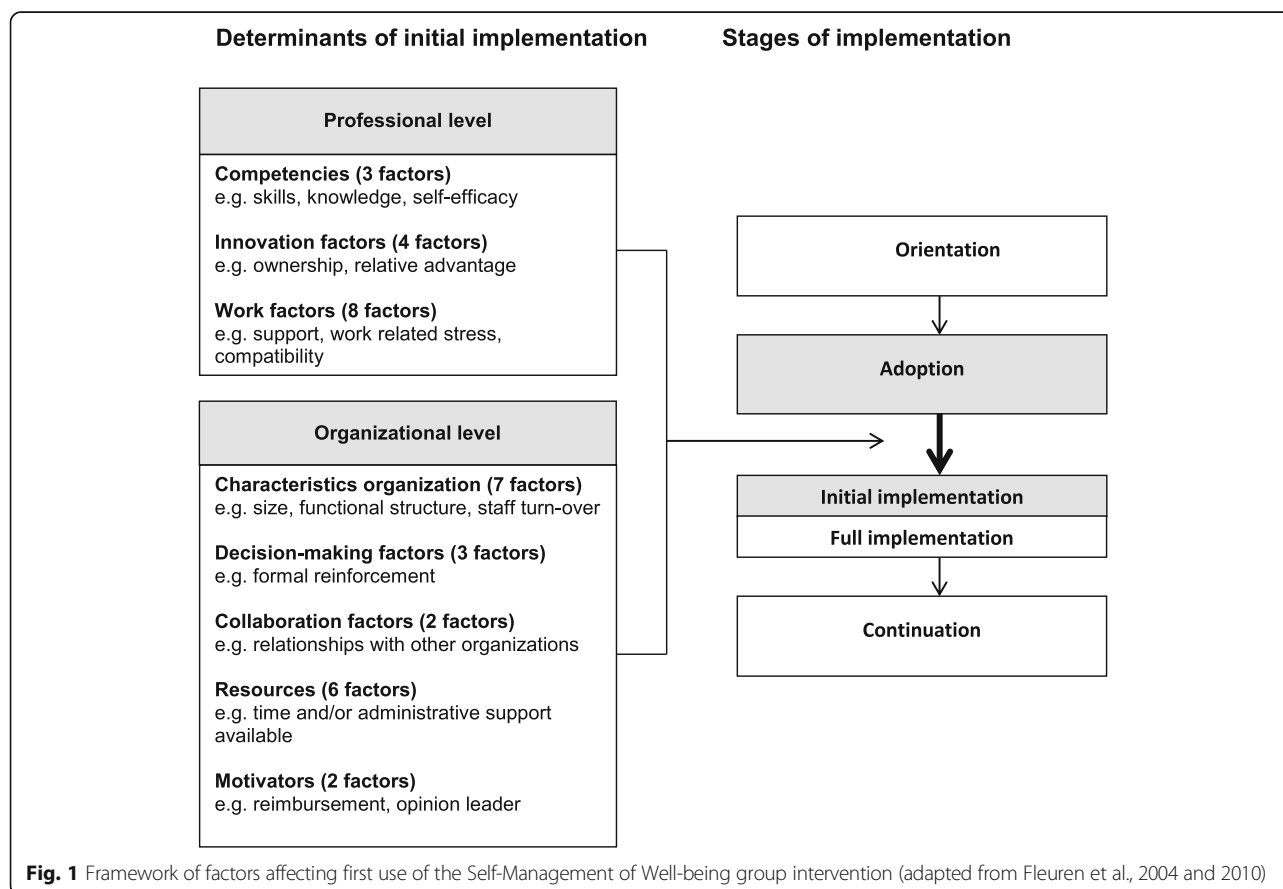 Determinants of initial implementation
Stages of implementation
Professional level
Competencies (3 factors)
e.g. skills, knowledge, self-efficacy
Innovation factors (4 factors)
e.g. ownership, relative advantage
Work factors (8 factors)
e.g. support, work related stress,
compatibility
Organizational level
Characteristics organization (7 factors)
e.g. size, functional structure, staff turn-over
Decision-making factors (3 factors)
e.g. formal reinforcement
Collaboration factors (2 factors)
e.g. relationships with other organizations
Resources (6 factors)
e.g. time and/or administrative support
available
Motivators (2 factors)
e.g. reimbursement, opinion leader
Orientation
Adoption
Initial implementation
Full implementation
Continuation
Fig. 1 Framework of factors affecting first use of the Self-Management of Well-being group intervention (adapted from Fleuren et al., 2004 and 2010)